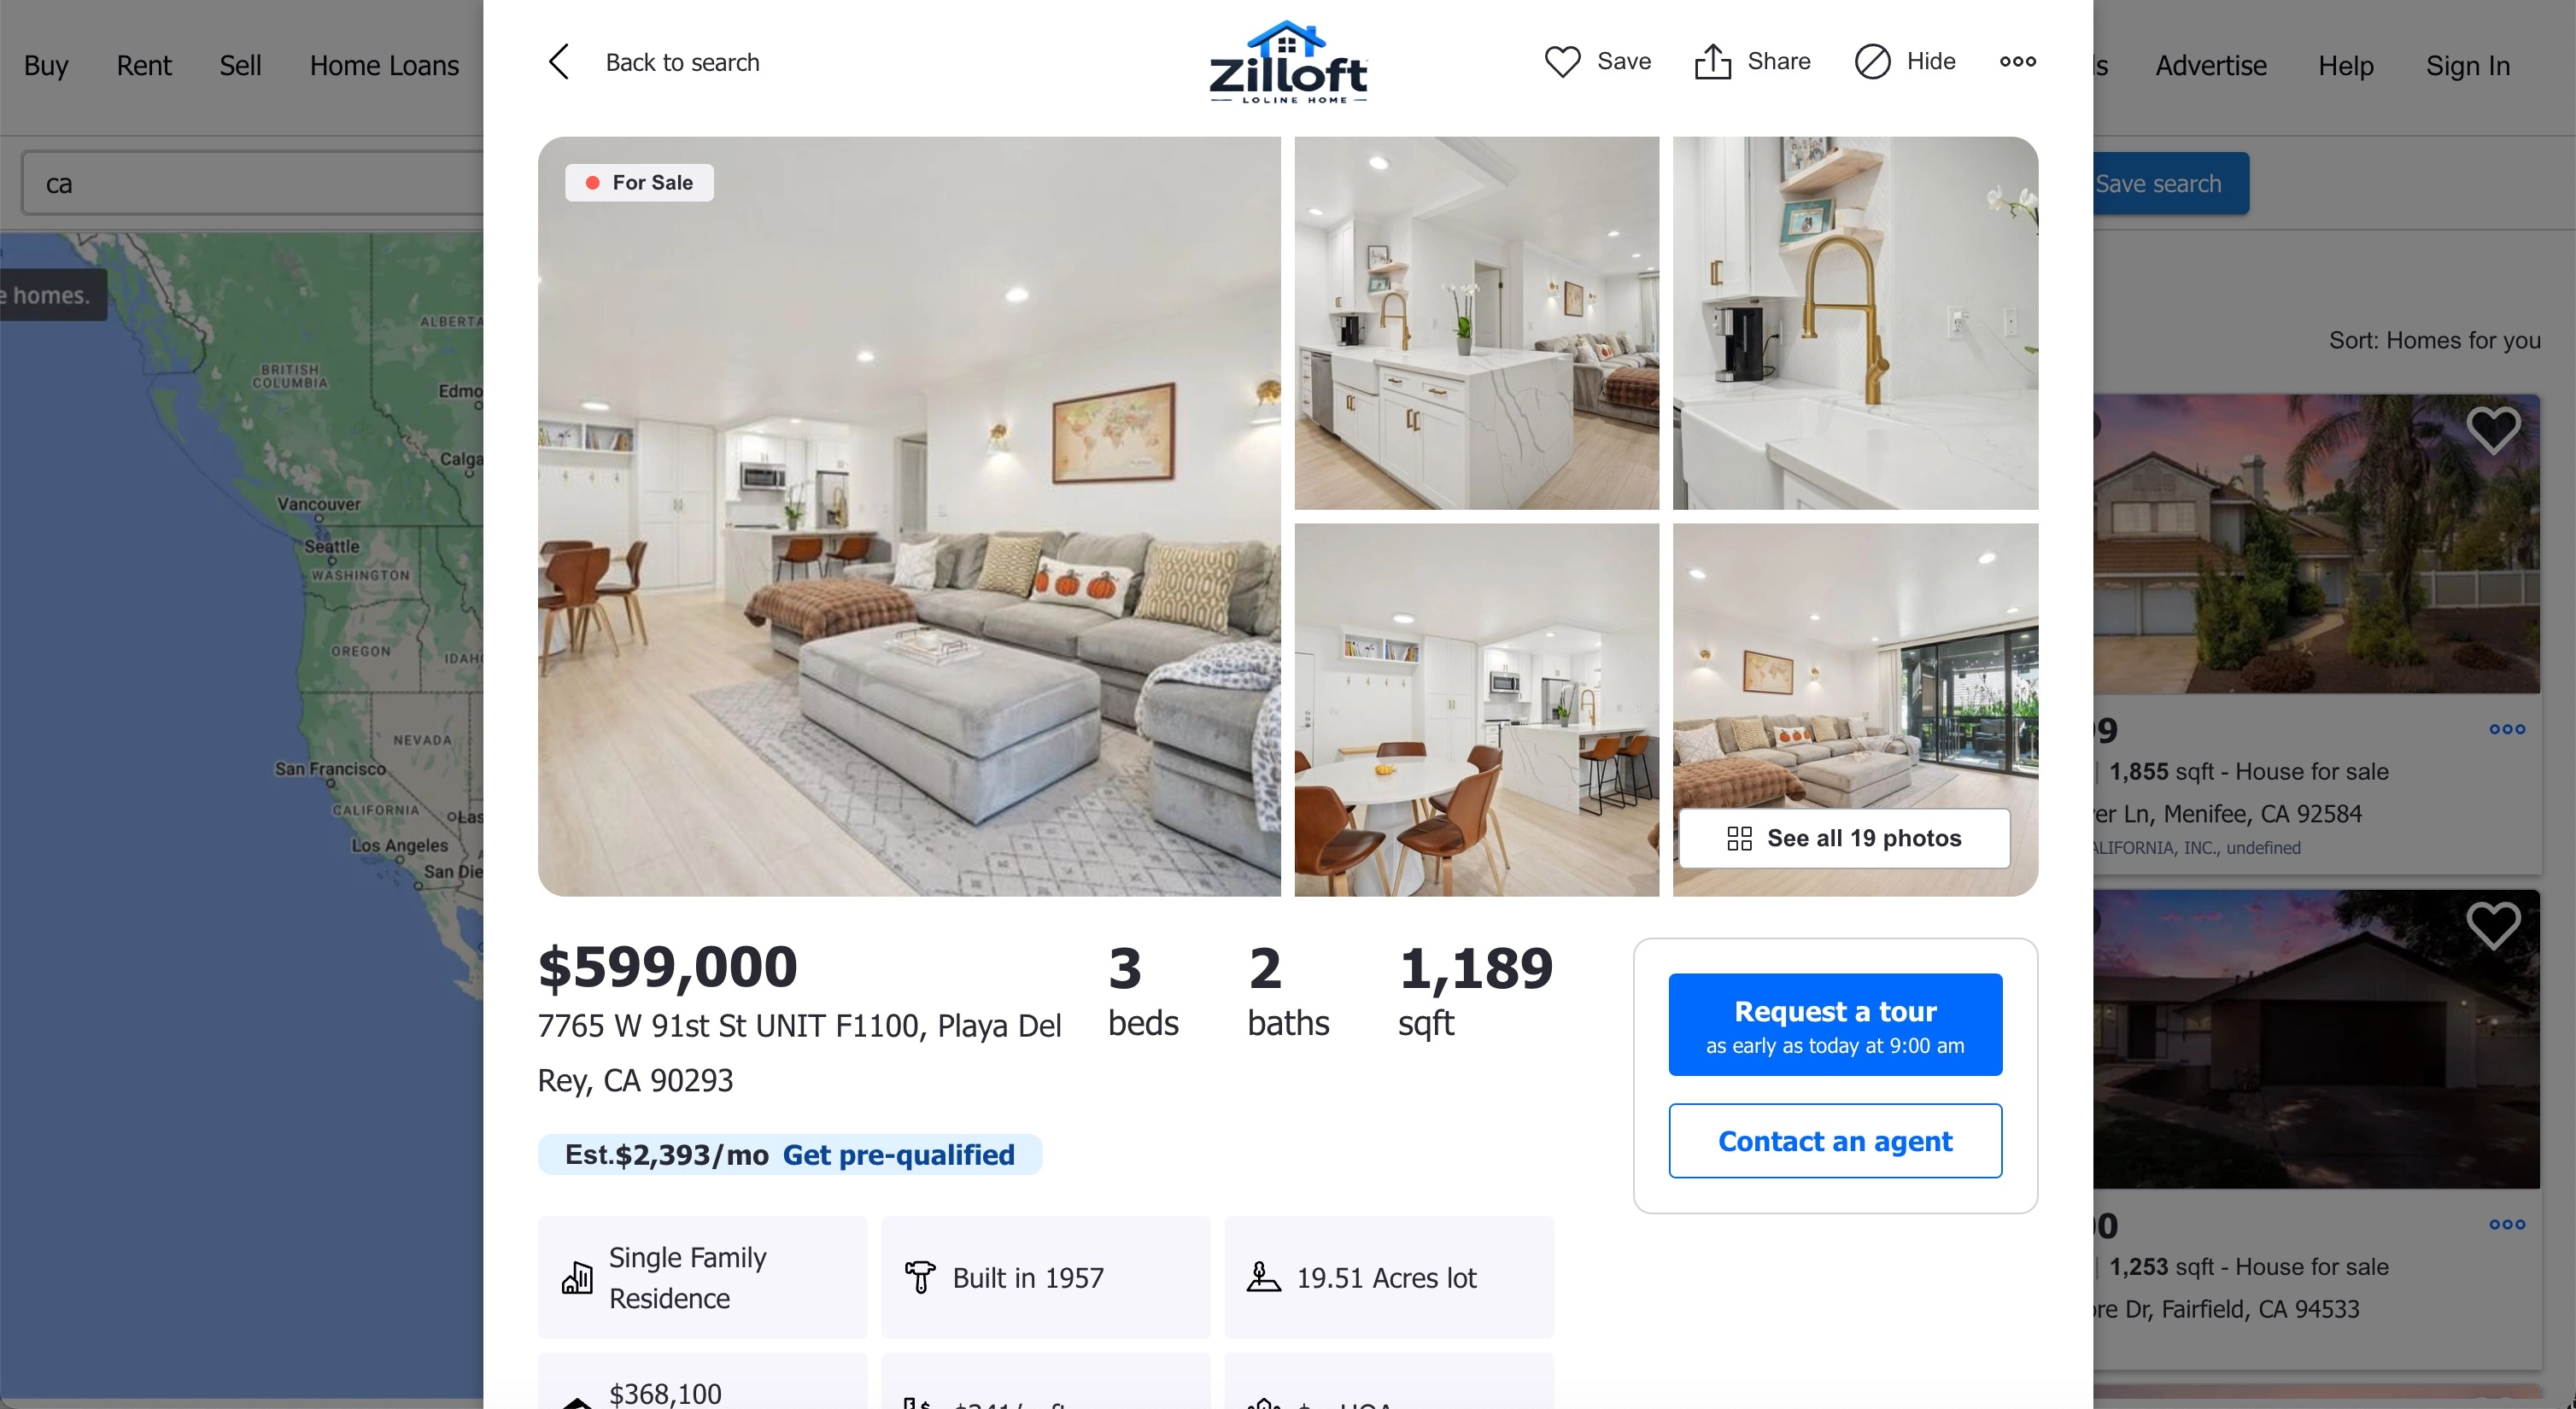 Buy Rent Sell Home Loans
Back to search
Zilloft
LOLINE HOME
Save Share Hide
Advertise Help Sign In
ca
Save search
e homes.
For Sale
ALBERTA
BRITISH
COLUMBIA
Edmo
Calga
Vancouver
Seattle
WASHINGTON
OREGON
IDAH
NEVADA
San Francisco
CALIFORNIA
Las
Los Angeles
San Die
See all 19 photos
$599,000
7765 W 91st St UNIT F1100, Playa Del
Rey, CA 90293
3
beds
2
baths
1,189
sqft
Est.$2,393/mo Get pre-qualified
Request a tour
as early as today at 9:00 am
Contact an agent
Single Family
Residence
Built in 1957
19.51 Acres lot
$368,100
Sort: Homes for you
9
1,855 sqft - House for sale
er Ln, Menifee, CA 92584
ALIFORNIA, INC., undefined
0
1,253 sqft - House for sale
re Dr, Fairfield, CA 94533